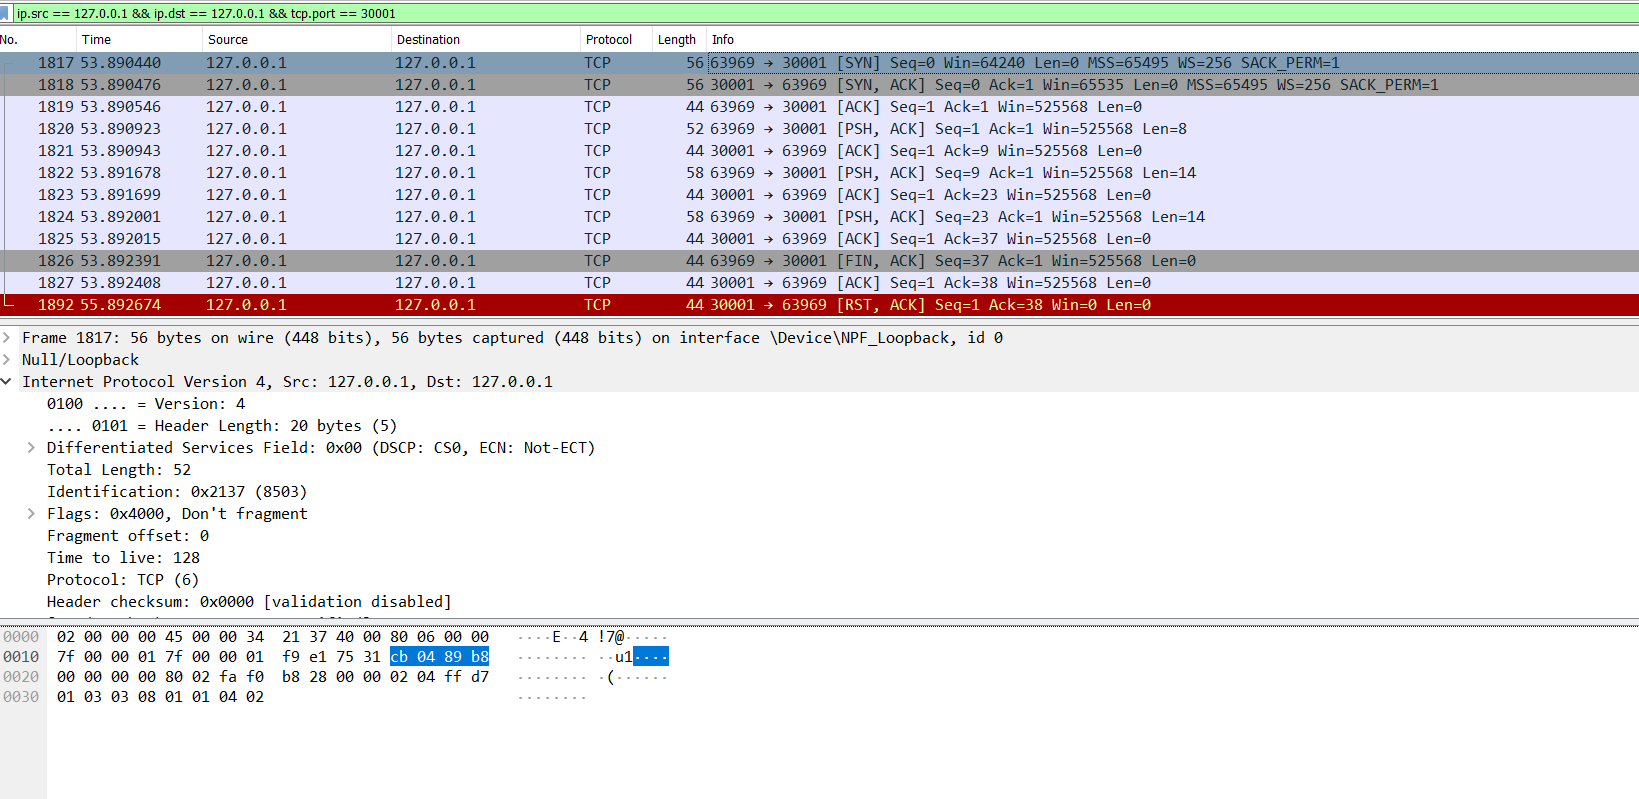 ip.src == 127.0.0.1 && ip.dst == 127.0.0.1 && tcp.port == 30001
No. Time Source Destination Protocol Length Info
1817 53.890440 127.0.0.1 127.0.0.1 TCP 56 63969 → 30001 [SYN] Seq=0 Win=64240 Len=0 MSS=65495 WS=256 SACK_PERM=1
1818 53.890476 127.0.0.1 127.0.0.1 TCP 56 30001 → 63969 [SYN, ACK] Seq=0 Ack=1 Win=65535 Len=0 MSS=65495 WS=256 SACK_PERM=1
1819 53.890546 127.0.0.1 127.0.0.1 TCP 44 63969 → 30001 [ACK] Seq=1 Ack=1 Win=525568 Len=0
1820 53.890923 127.0.0.1 127.0.0.1 TCP 52 63969 → 30001 [PSH, ACK] Seq=1 Ack=1 Win=525568 Len=8
1821 53.890943 127.0.0.1 127.0.0.1 TCP 44 30001 → 63969 [ACK] Seq=1 Ack=9 Win=525568 Len=0
1822 53.891678 127.0.0.1 127.0.0.1 TCP 58 63969 → 30001 [PSH, ACK] Seq=9 Ack=1 Win=525568 Len=14
1823 53.891699 127.0.0.1 127.0.0.1 TCP 44 30001 → 63969 [ACK] Seq=1 Ack=23 Win=525568 Len=0
1824 53.892001 127.0.0.1 127.0.0.1 TCP 58 63969 → 30001 [PSH, ACK] Seq=23 Ack=1 Win=525568 Len=14
1825 53.892015 127.0.0.1 127.0.0.1 TCP 44 30001 → 63969 [ACK] Seq=1 Ack=37 Win=525568 Len=0
1826 53.892391 127.0.0.1 127.0.0.1 TCP 44 63969 → 30001 [FIN, ACK] Seq=37 Ack=1 Win=525568 Len=0
1827 53.892408 127.0.0.1 127.0.0.1 TCP 44 30001 → 63969 [ACK] Seq=1 Ack=38 Win=525568 Len=0
1892 55.892674 127.0.0.1 127.0.0.1 TCP 44 30001 → 63969 [RST, ACK] Seq=1 Ack=38 Win=0 Len=0
Frame 1817: 56 bytes on wire (448 bits), 56 bytes captured (448 bits) on interface \Device\NPF_Loopback, id 0
Null/Loopback
Internet Protocol Version 4, Src: 127.0.0.1, Dst: 127.0.0.1
0100 .... = Version: 4
.... 0101 = Header Length: 20 bytes (5)
Differentiated Services Field: 0x00 (DSCP: CS0, ECN: Not-ECT)
Total Length: 52
Identification: 0x2137 (8503)
Flags: 0x4000, Don't fragment
Fragment offset: 0
Time to live: 128
Protocol: TCP (6)
Header checksum: 0x0000 [validation disabled]
0000 02 00 00 00 45 00 00 34 21 37 40 00 80 06 00 00 ····E··4 !7@·····
0010 7f 00 00 01 7f 00 00 01 f9 e1 75 31 cb 04 89 b8 ········ ··u1····
0020 00 00 00 00 80 02 fa f0 b8 28 00 00 02 04 ff d7 ········ ·(······
0030 01 03 03 08 01 01 04 02 ········